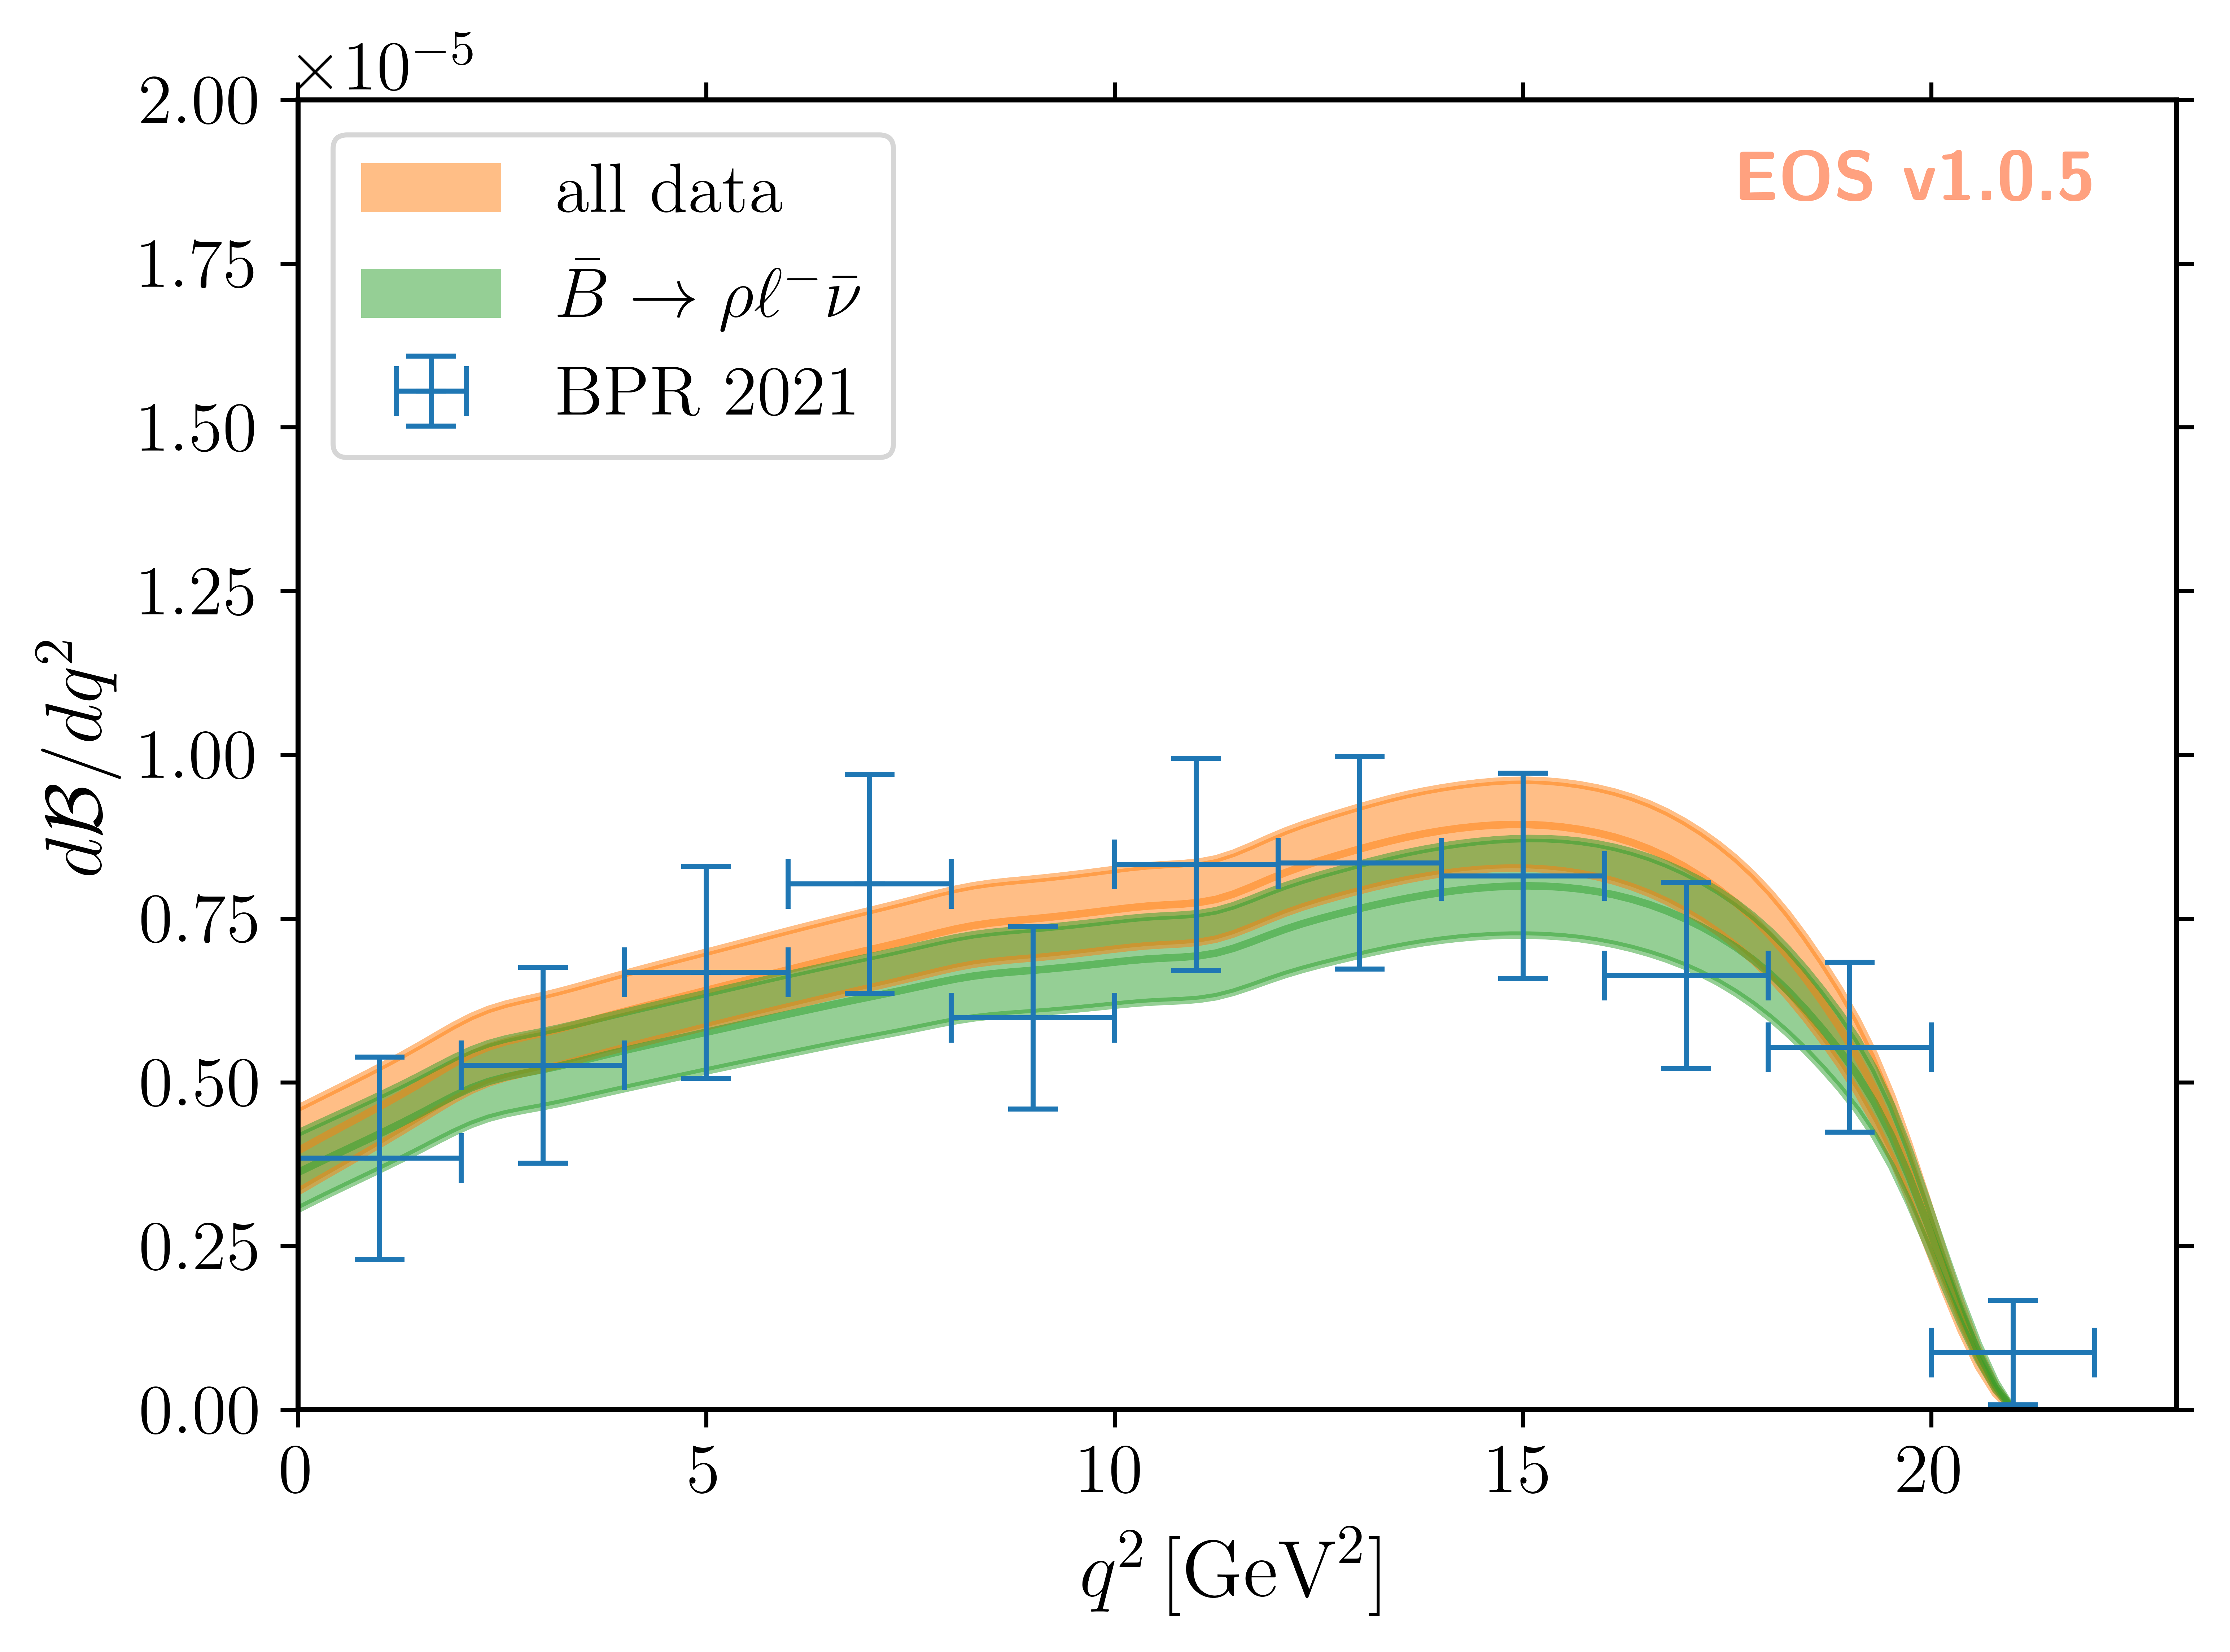 ×10⁻⁵
2.00
1.75
1.50
1.25
1.00
0.75
0.50
0.25
0.00
dℬ/dq²
all data
B̄ → ρℓ⁻ν̄
BPR 2021
EOS v1.0.5
0 5 10 15 20
q² [GeV²]